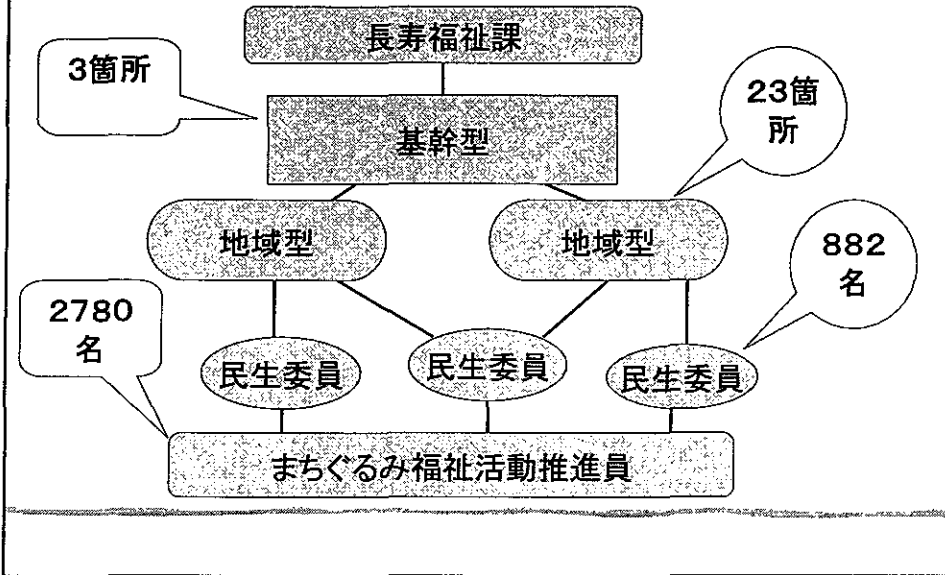 長寿福祉課
3箇所
基幹型
23箇
所
地域型
地域型
882
名
2780
名
民生委員
民生委員
民生委員
まちぐるみ福祉活動推進員